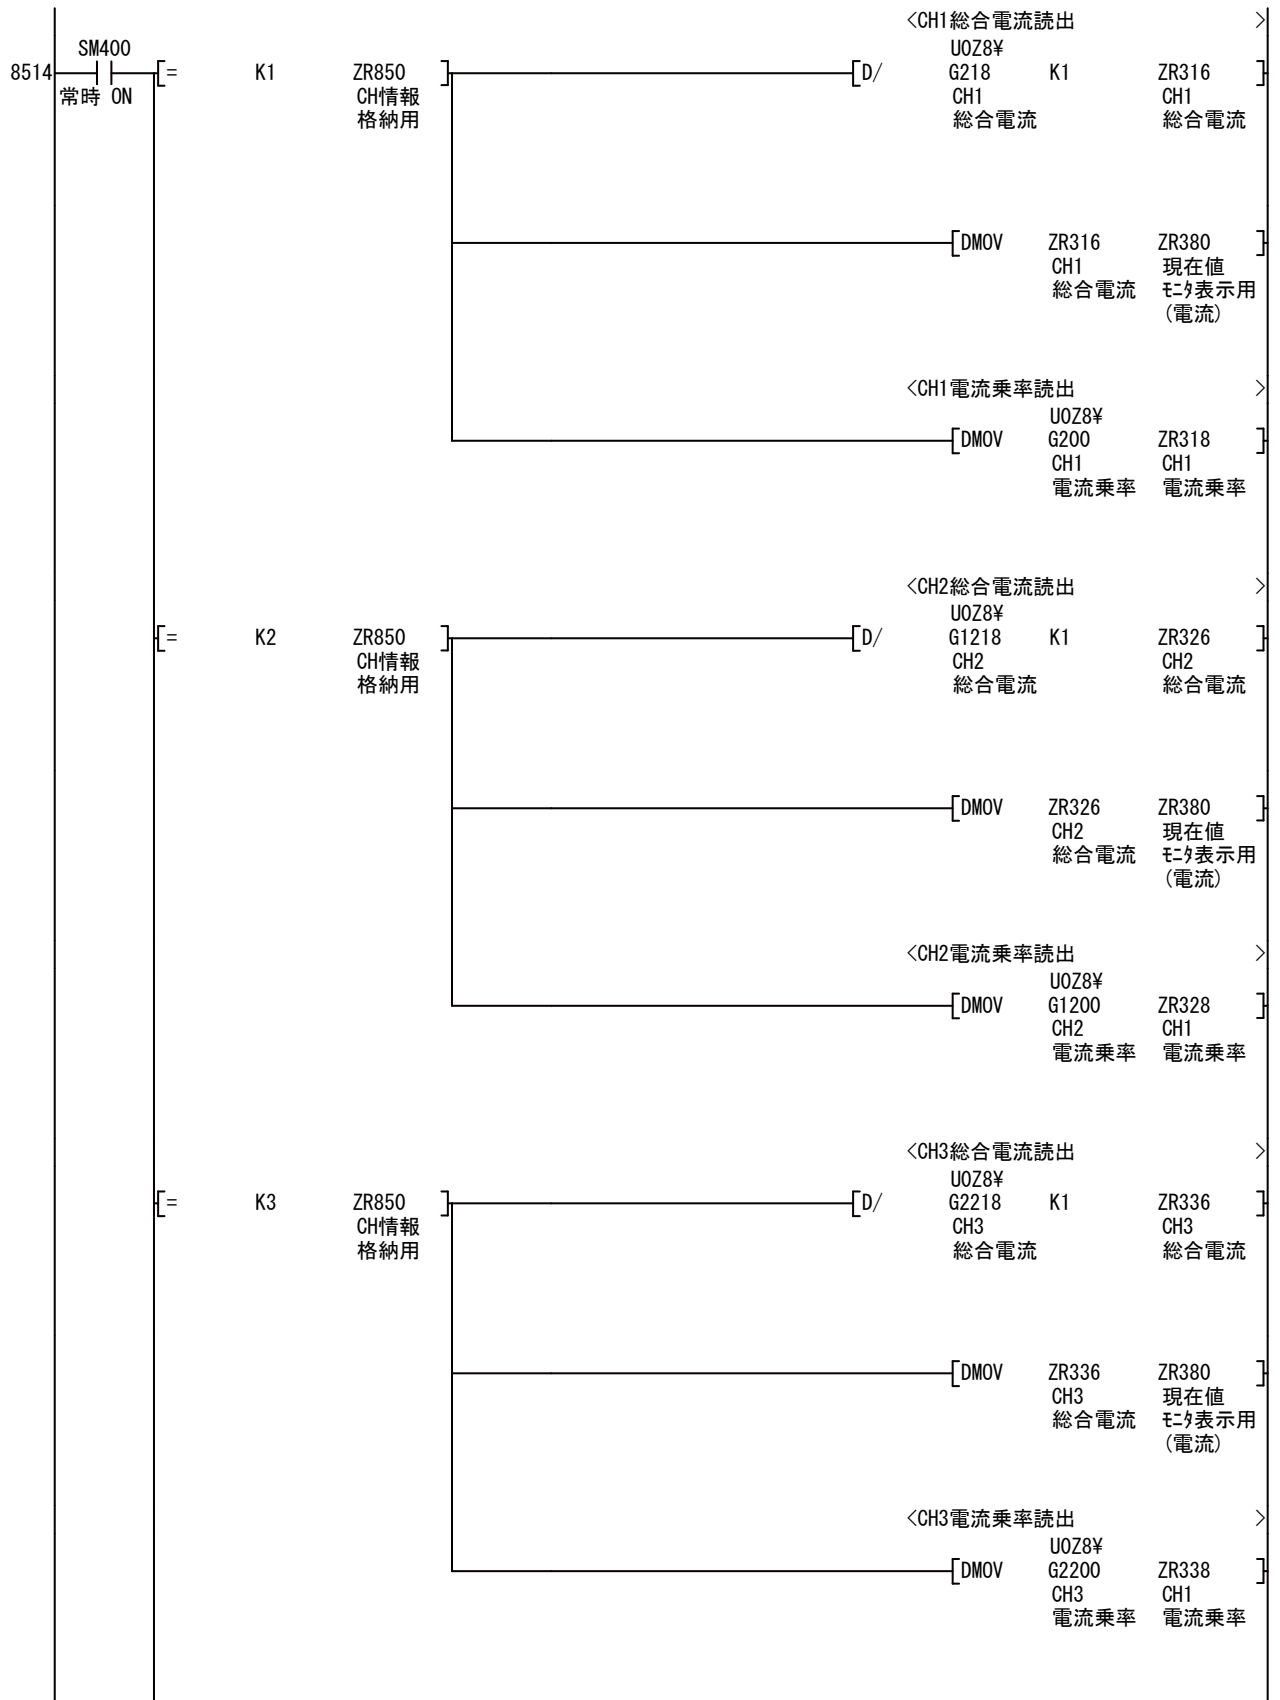 <CH1総合電流読出 >
SM400 U0Z8¥
8514 [= K1 ZR850 ] [D/ G218 K1 ZR316 ]
常時 ON CH情報 CH1 CH1
格納用 総合電流 総合電流
[DMOV ZR316 ZR380 ]
CH1 現在値
総合電流 ﾓﾆﾀ表示用
(電流)
<CH1電流乗率読出 >
U0Z8¥
[DMOV G200 ZR318 ]
CH1 CH1
電流乗率 電流乗率
<CH2総合電流読出 >
U0Z8¥
[= K2 ZR850 ] [D/ G1218 K1 ZR326 ]
CH情報 CH2 CH2
格納用 総合電流 総合電流
[DMOV ZR326 ZR380 ]
CH2 現在値
総合電流 ﾓﾆﾀ表示用
(電流)
<CH2電流乗率読出 >
U0Z8¥
[DMOV G1200 ZR328 ]
CH2 CH1
電流乗率 電流乗率
<CH3総合電流読出 >
U0Z8¥
[= K3 ZR850 ] [D/ G2218 K1 ZR336 ]
CH情報 CH3 CH3
格納用 総合電流 総合電流
[DMOV ZR336 ZR380 ]
CH3 現在値
総合電流 ﾓﾆﾀ表示用
(電流)
<CH3電流乗率読出 >
U0Z8¥
[DMOV G2200 ZR338 ]
CH3 CH1
電流乗率 電流乗率